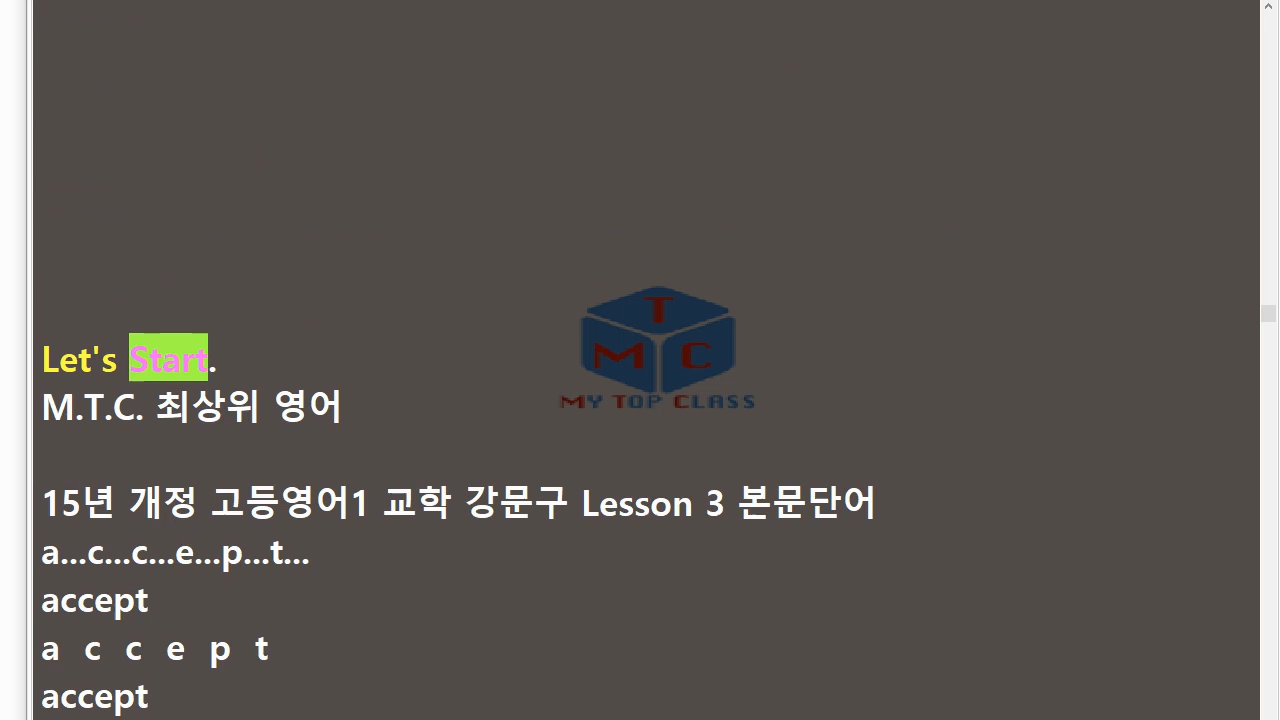 T
M C
MY TOP CLASS
Let's Start.
M.T.C. 최상위 영어
15년 개정 고등영어1 교학 강문구 Lesson 3 본문단어
a...c...c...e...p...t...
accept
a c c e p t
accept